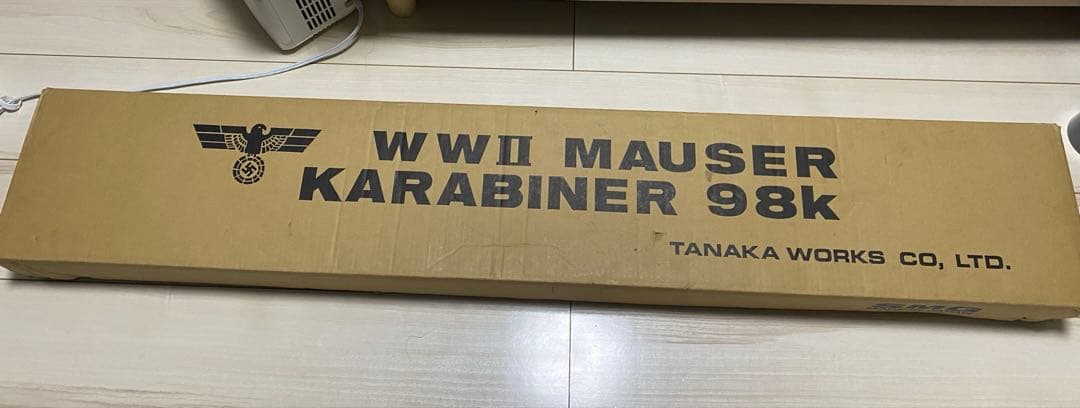 WWII MAUSER
KARABINER 98k
TANAKA WORKS CO, LTD.